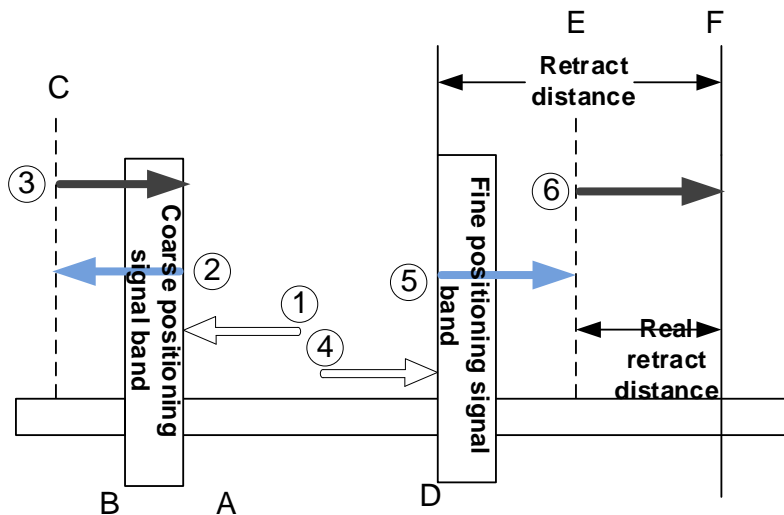 E
F
Retract
distance
C
③
⑥
Coarse positioning
signal band
②
Fine positioning signal
band
⑤
①
④
Real
retract
distance
B
A
D